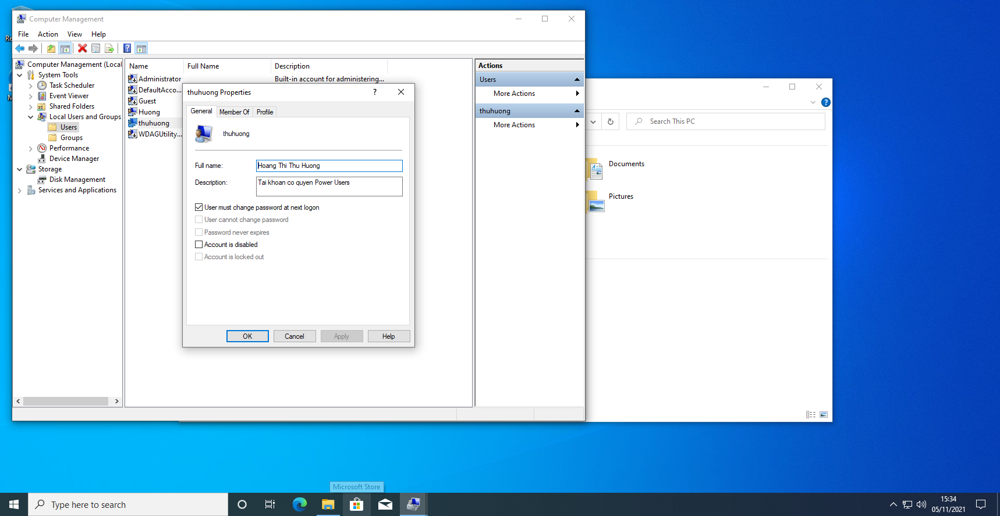 Computer Management
File Action View Help
Computer Management (Local
System Tools
Task Scheduler
Event Viewer
Shared Folders
Local Users and Groups
Users
Groups
Performance
Device Manager
Storage
Disk Management
Services and Applications
Name Full Name Description
Administrator Built-in account for administering...
DefaultAcco...
Guest
Huong
thuhuong
WDAGUtility...
Actions
Users
More Actions
thuhuong
More Actions
thuhuong Properties ?
General Member Of Profile
thuhuong
Full name: Hoang Thi Thu Huong
Description: Tai khoan co quyen Power Users
User must change password at next logon
User cannot change password
Password never expires
Account is disabled
Account is locked out
OK Cancel Apply Help
Search This PC
Documents
Pictures
Microsoft Store
Type here to search
15:34
05/11/2021